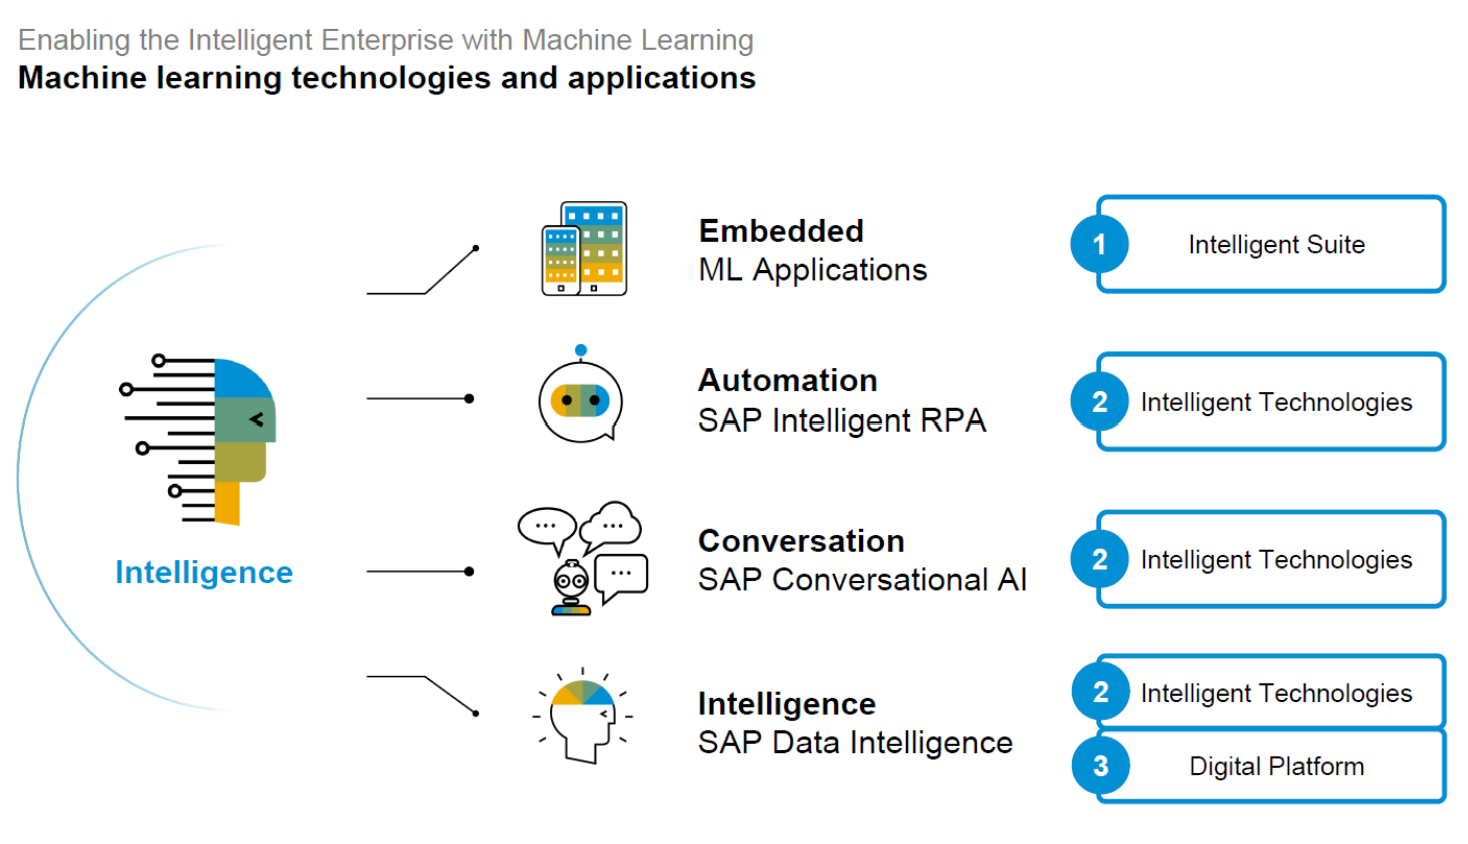 Enabling the Intelligent Enterprise with Machine Learning
Machine learning technologies and applications
Intelligence
Embedded
ML Applications
1
Intelligent Suite
Automation
SAP Intelligent RPA
2
Intelligent Technologies
Conversation
SAP Conversational AI
2
Intelligent Technologies
Intelligence
SAP Data Intelligence
2
Intelligent Technologies
3
Digital Platform